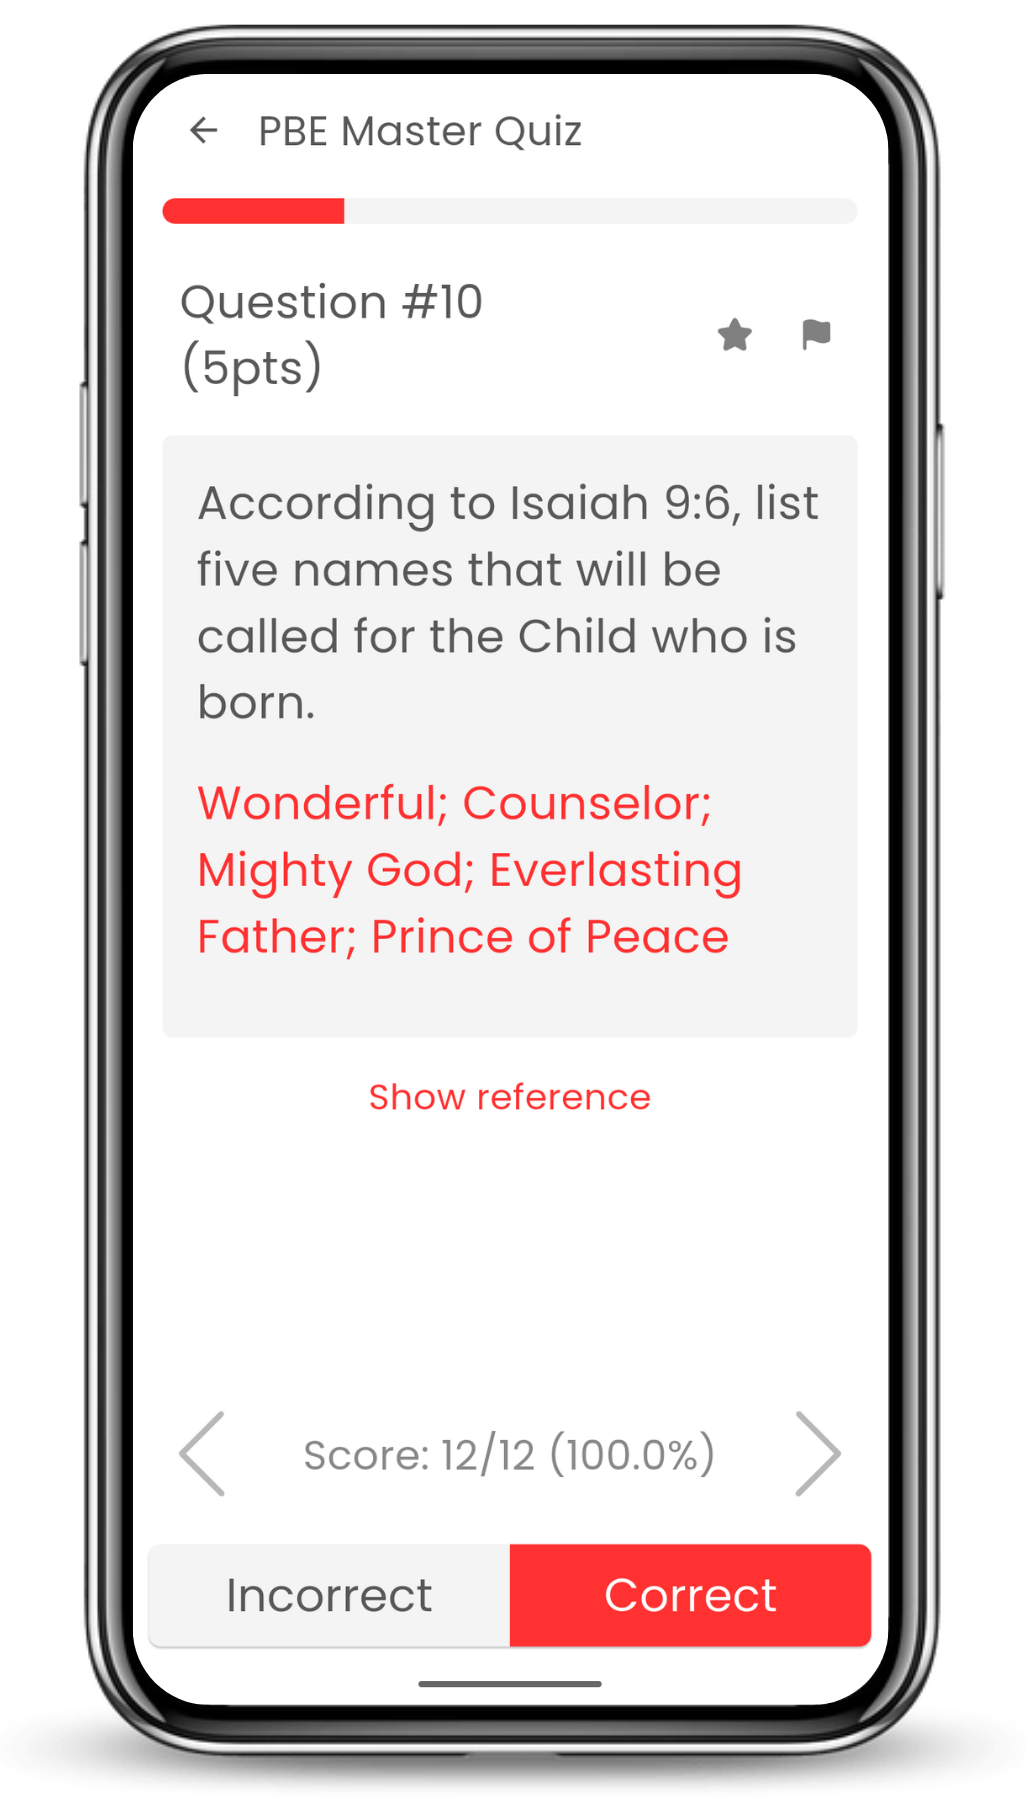 PBE Master Quiz
Question #10
(5pts)
According to Isaiah 9:6, list
five names that will be
called for the Child who is
born.
Wonderful; Counselor;
Mighty God; Everlasting
Father; Prince of Peace
Show reference
Score: 12/12 (100.0%)
Incorrect
Correct